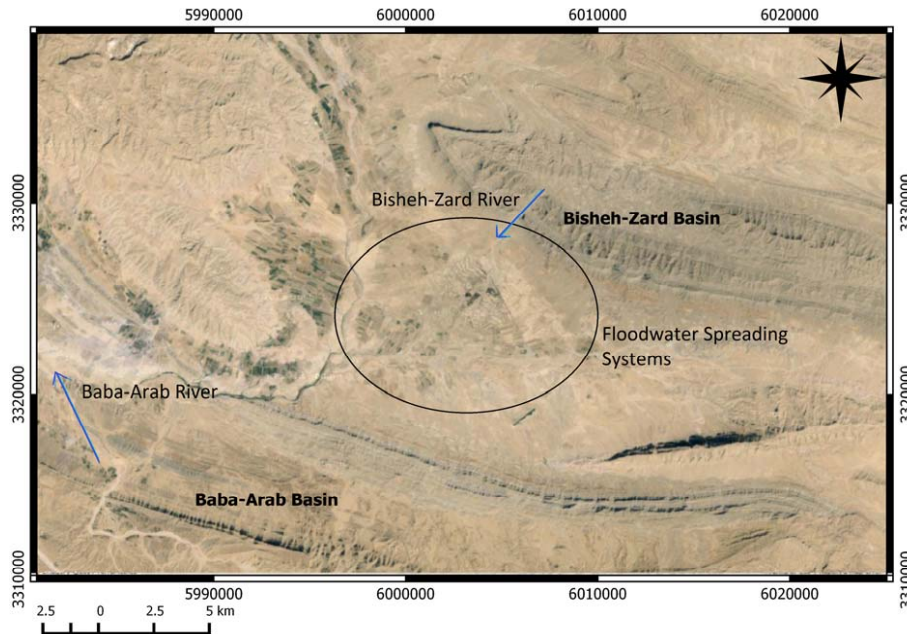 5990000 6000000 6010000 6020000
3330000 3330000
Bisheh-Zard River
Bisheh-Zard Basin
Floodwater Spreading
Systems
3320000 3320000
Baba-Arab River
Baba-Arab Basin
3310000 3310000
5990000 6000000 6010000 6020000
2.5 0 2.5 5 km